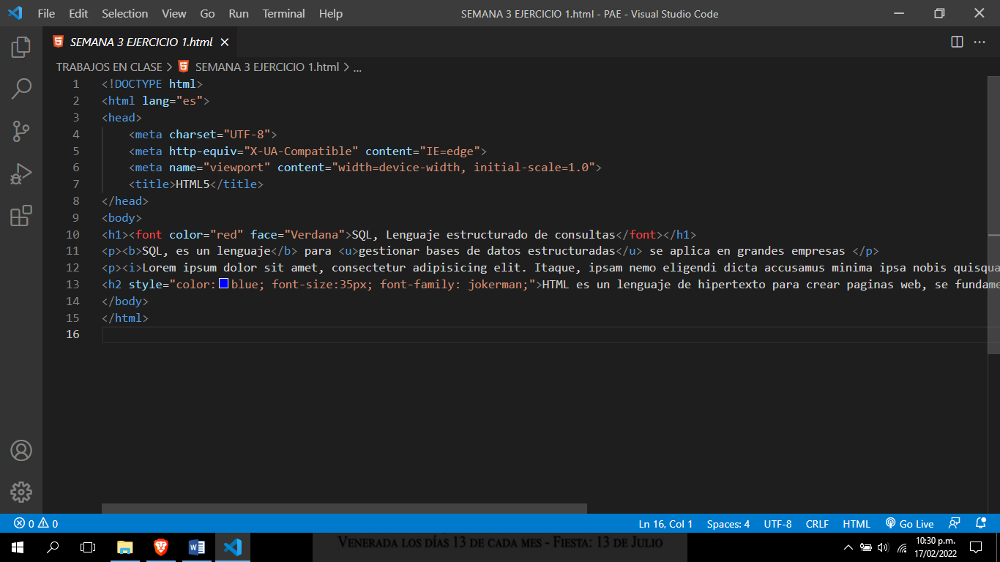 File Edit Selection View Go Run Terminal Help SEMANA 3 EJERCICIO 1.html - PAE - Visual Studio Code
SEMANA 3 EJERCICIO 1.html
TRABAJOS EN CLASE > SEMANA 3 EJERCICIO 1.html > ...
1 <!DOCTYPE html>
2 <html lang="es">
3 <head>
4 <meta charset="UTF-8">
5 <meta http-equiv="X-UA-Compatible" content="IE=edge">
6 <meta name="viewport" content="width=device-width, initial-scale=1.0">
7 <title>HTML5</title>
8 </head>
9 <body>
10 <h1><font color="red" face="Verdana">SQL, Lenguaje estructurado de consultas</font></h1>
11 <p><b>SQL, es un lenguaje</b> para <u>gestionar bases de datos estructuradas</u> se aplica en grandes empresas </p>
12 <p><i>Lorem ipsum dolor sit amet, consectetur adipisicing elit. Itaque, ipsam nemo eligendi dicta accusamus minima ipsa nobis quisqua
13 <h2 style="color: blue; font-size:35px; font-family: jokerman;">HTML es un lenguaje de hipertexto para crear paginas web, se fundame
14 </body>
15 </html>
16
0 0 Ln 16, Col 1 Spaces: 4 UTF-8 CRLF HTML Go Live
Venerada los días 13 de cada mes - Fiesta: 13 de Julio
10:30 p.m.
17/02/2022